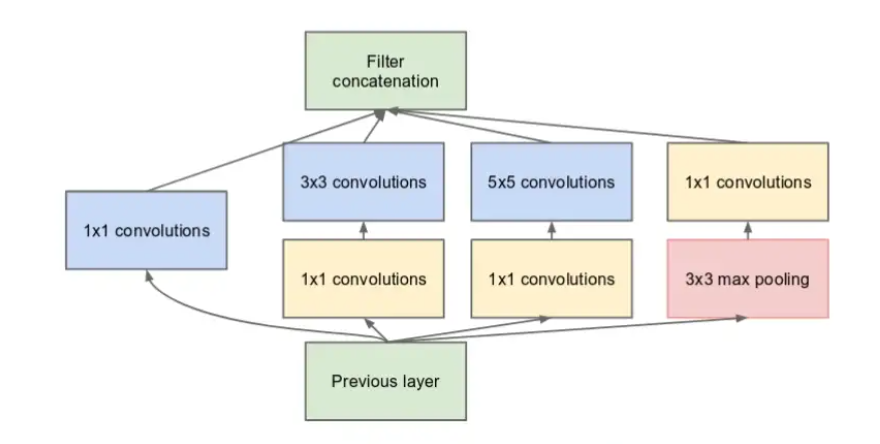 Filter
concatenation
3x3 convolutions
5x5 convolutions
1x1 convolutions
1x1 convolutions
1x1 convolutions
1x1 convolutions
3x3 max pooling
Previous layer